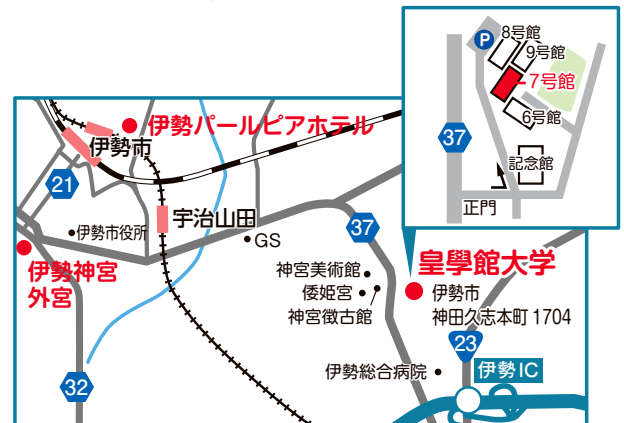 P
8号館
9号館
7号館
6号館
37
記念館
正門
伊勢パールピアホテル
伊勢市
21
伊勢市役所
宇治山田
GS
37
伊勢神宮
外宮
神宮美術館
倭姫宮
神宮徴古館
皇學館大学
伊勢市
神田久志本町 1704
23
伊勢総合病院
伊勢IC
32